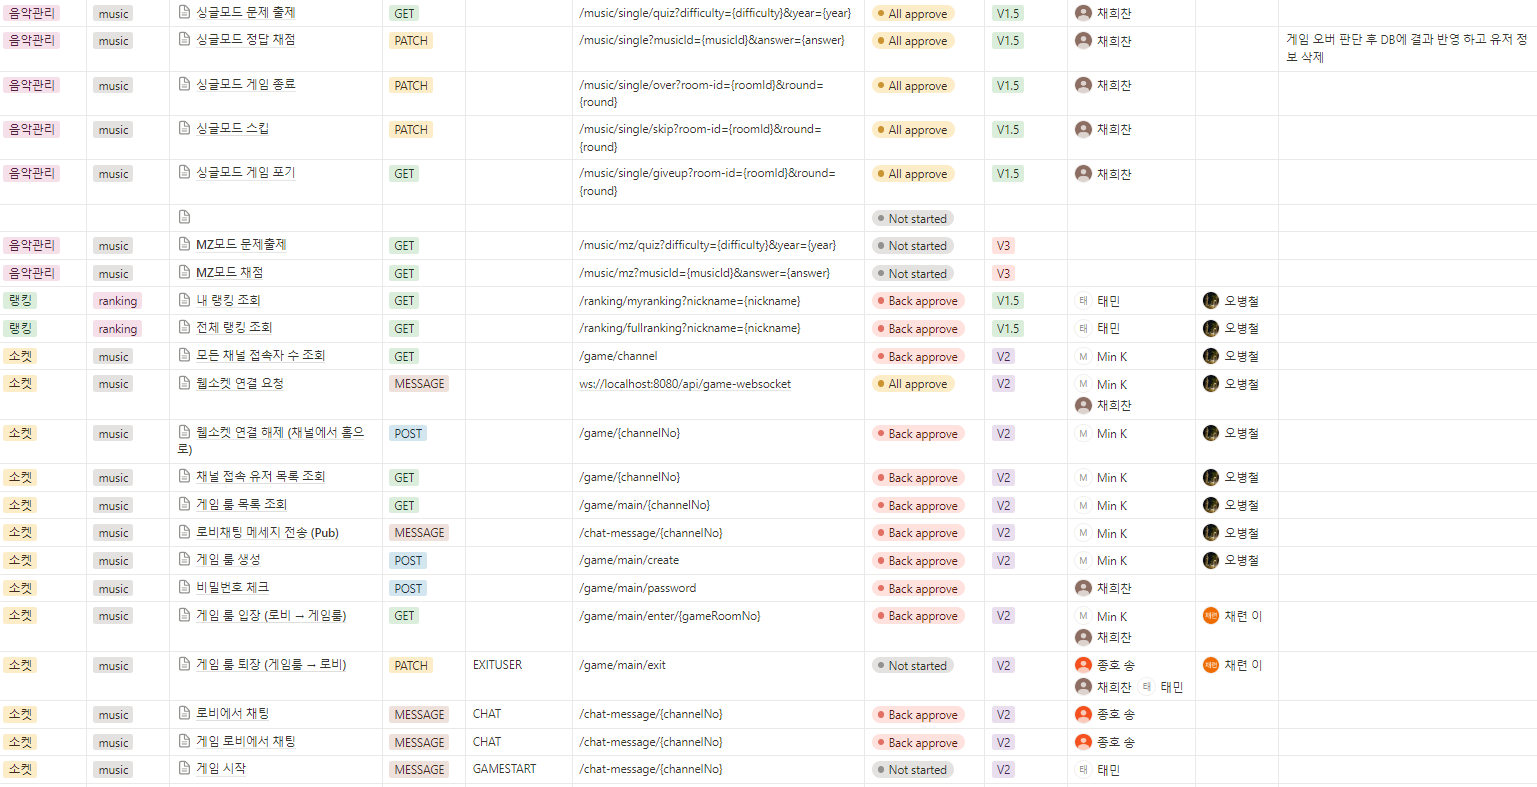 음악관리 music 싱글모드 문제 출제 GET /music/single/quiz?difficulty={difficulty}&year={year} All approve V1.5 채희찬
음악관리 music 싱글모드 정답 채점 PATCH /music/single?musicId={musicId}&answer={answer} All approve V1.5 채희찬 게임 오버 판단 후 DB에 결과 반영 하고 유저 정
보 삭제
음악관리 music 싱글모드 게임 종료 PATCH /music/single/over?room-id={roomId}&round= All approve V1.5 채희찬
{round}
음악관리 music 싱글모드 스킵 PATCH /music/single/skip?room-id={roomId}&round= All approve V1.5 채희찬
{round}
음악관리 music 싱글모드 게임 포기 GET /music/single/giveup?room-id={roomId}&round= All approve V1.5 채희찬
{round}
Not started
음악관리 music MZ모드 문제출제 GET /music/mz/quiz?difficulty={difficulty}&year={year} Not started V3
음악관리 music MZ모드 채점 GET /music/mz?musicId={musicId}&answer={answer} Not started V3
랭킹 ranking 내 랭킹 조회 GET /ranking/myranking?nickname={nickname} Back approve V1.5 태 태민 오병철
랭킹 ranking 전체 랭킹 조회 GET /ranking/fullranking?nickname={nickname} Back approve V1.5 태 태민 오병철
소켓 music 모든 채널 접속자 수 조회 GET /game/channel Back approve V2 M Min K 오병철
소켓 music 웹소켓 연결 요청 MESSAGE ws://localhost:8080/api/game-websocket All approve V2 M Min K 오병철
채희찬
소켓 music 웹소켓 연결 해제 (채널에서 홈으 POST /game/{channelNo} Back approve V2 M Min K 오병철
로)
소켓 music 채널 접속 유저 목록 조회 GET /game/{channelNo} Back approve V2 M Min K 오병철
소켓 music 게임 룸 목록 조회 GET /game/main/{channelNo} Back approve V2 M Min K 오병철
소켓 music 로비채팅 메세지 전송 (Pub) MESSAGE /chat-message/{channelNo} Back approve V2 M Min K 오병철
소켓 music 게임 룸 생성 POST /game/main/create Back approve V2 M Min K 오병철
소켓 music 비밀번호 체크 POST /game/main/password Back approve 채희찬
소켓 music 게임 룸 입장 (로비 → 게임룸) GET /game/main/enter/{gameRoomNo} Back approve V2 M Min K 채련 채련 이
채희찬
소켓 music 게임 룸 퇴장 (게임룸 → 로비) PATCH EXITUSER /game/main/exit Not started V2 종호 송 채련 채련 이
채희찬 태 태민
소켓 music 로비에서 채팅 MESSAGE CHAT /chat-message/{channelNo} Back approve V2 종호 송
소켓 music 게임 로비에서 채팅 MESSAGE CHAT /chat-message/{channelNo} Back approve V2 종호 송
소켓 music 게임 시작 MESSAGE GAMESTART /chat-message/{channelNo} Not started V2 태 태민